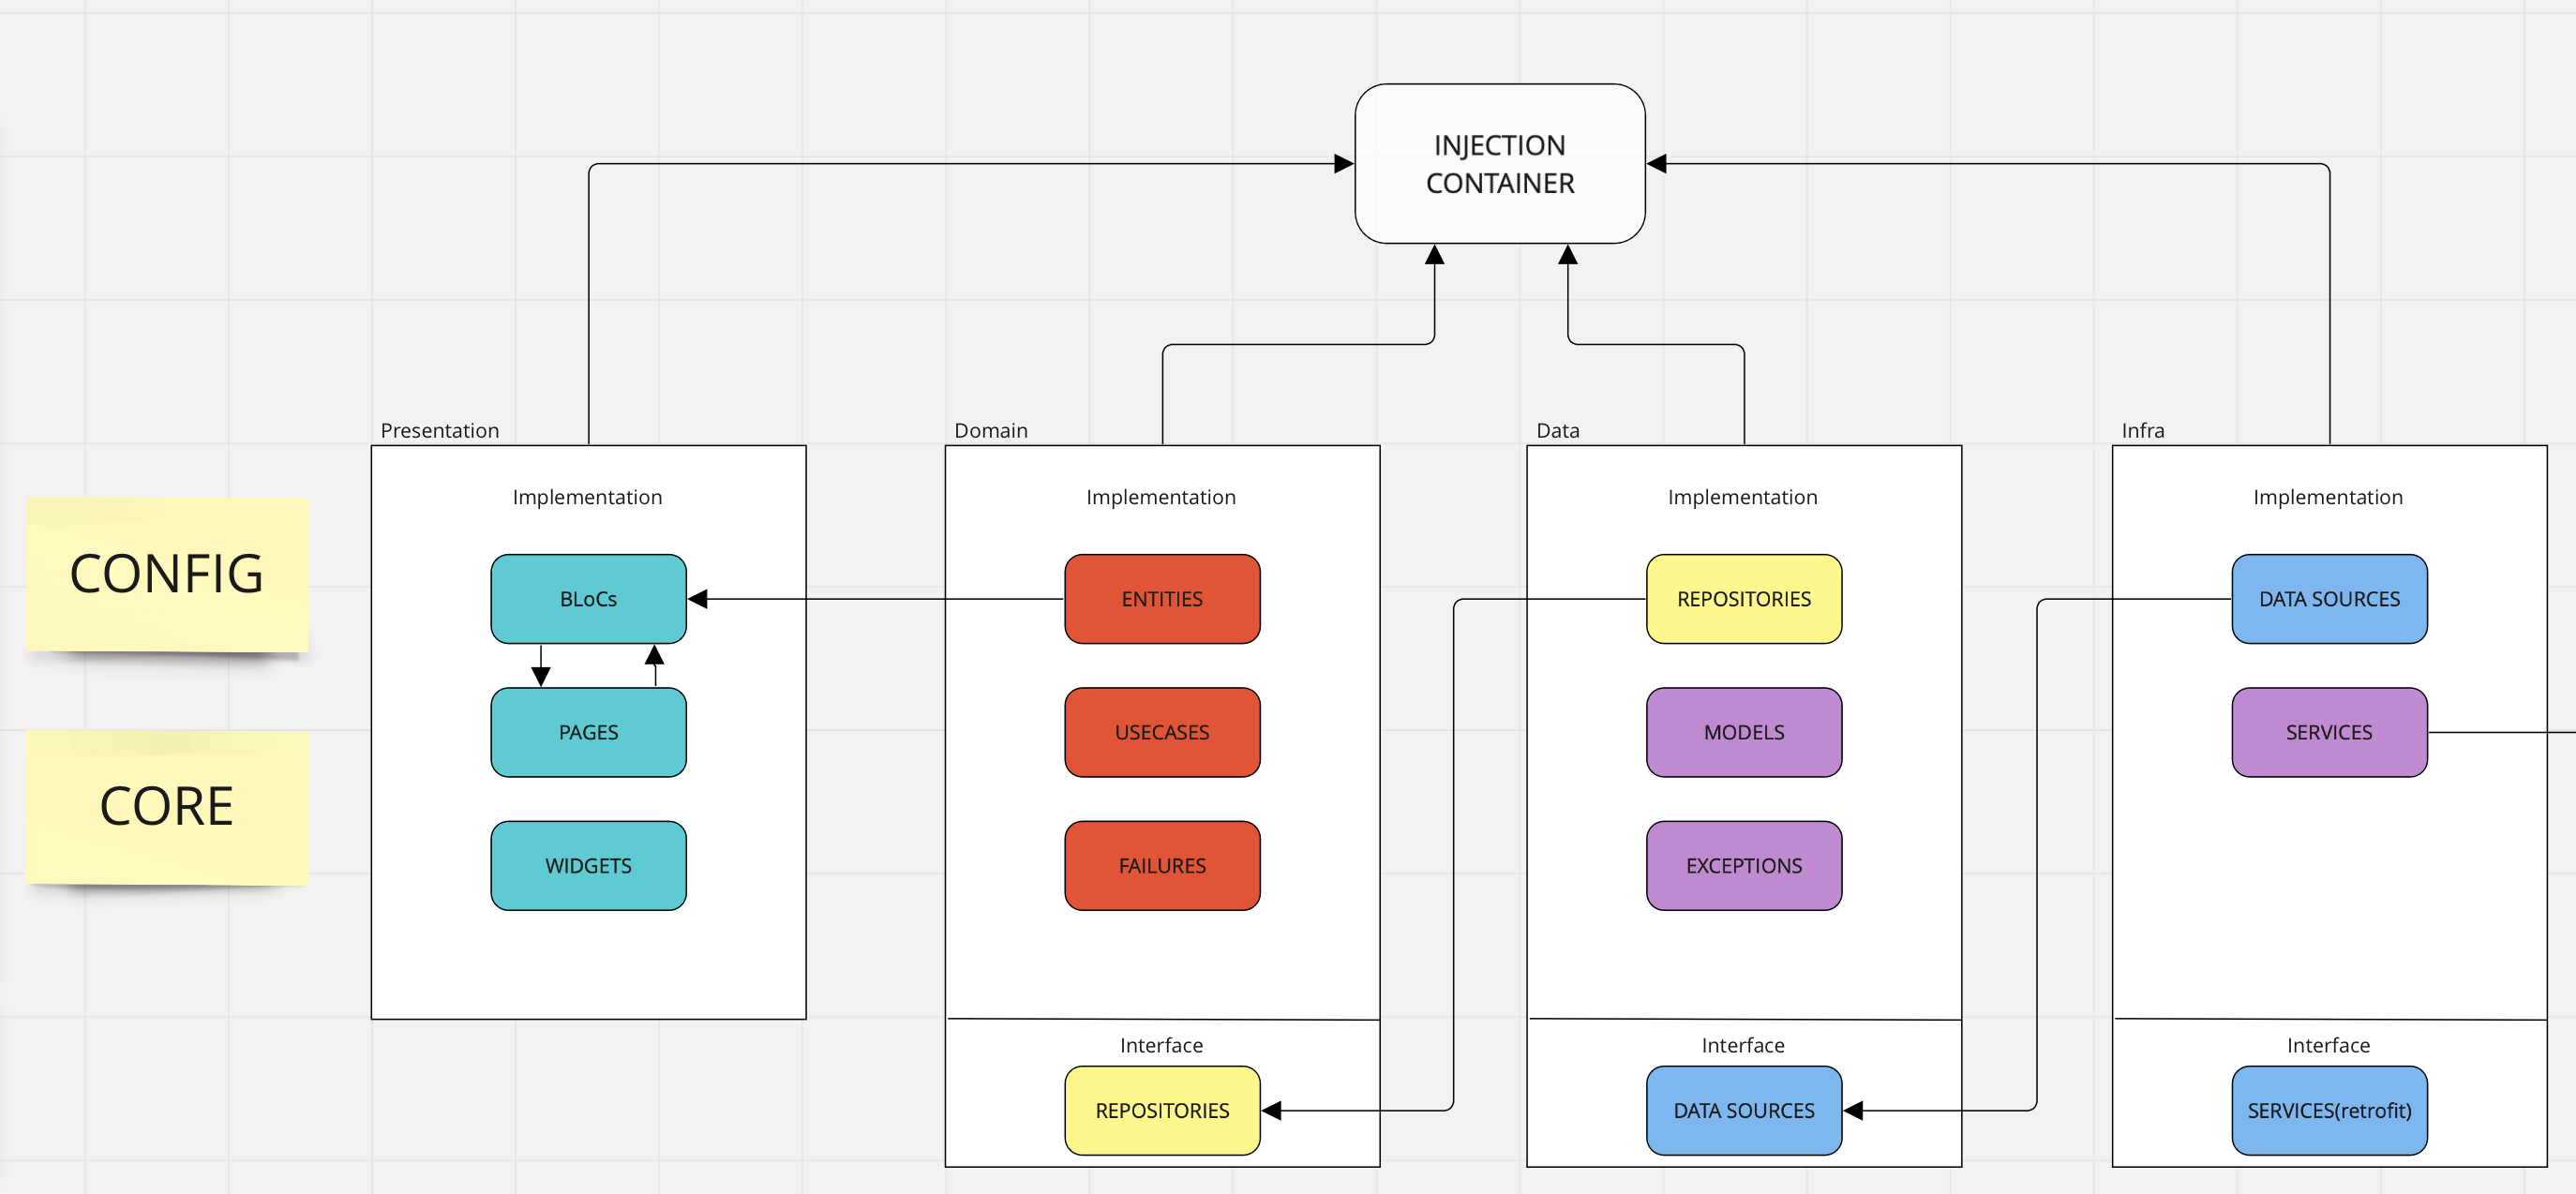 INJECTION
CONTAINER
CONFIG
CORE
Presentation
Implementation
BLoCs
PAGES
WIDGETS
Domain
Implementation
ENTITIES
USECASES
FAILURES
Interface
REPOSITORIES
Data
Implementation
REPOSITORIES
MODELS
EXCEPTIONS
Interface
DATA SOURCES
Infra
Implementation
DATA SOURCES
SERVICES
Interface
SERVICES(retrofit)